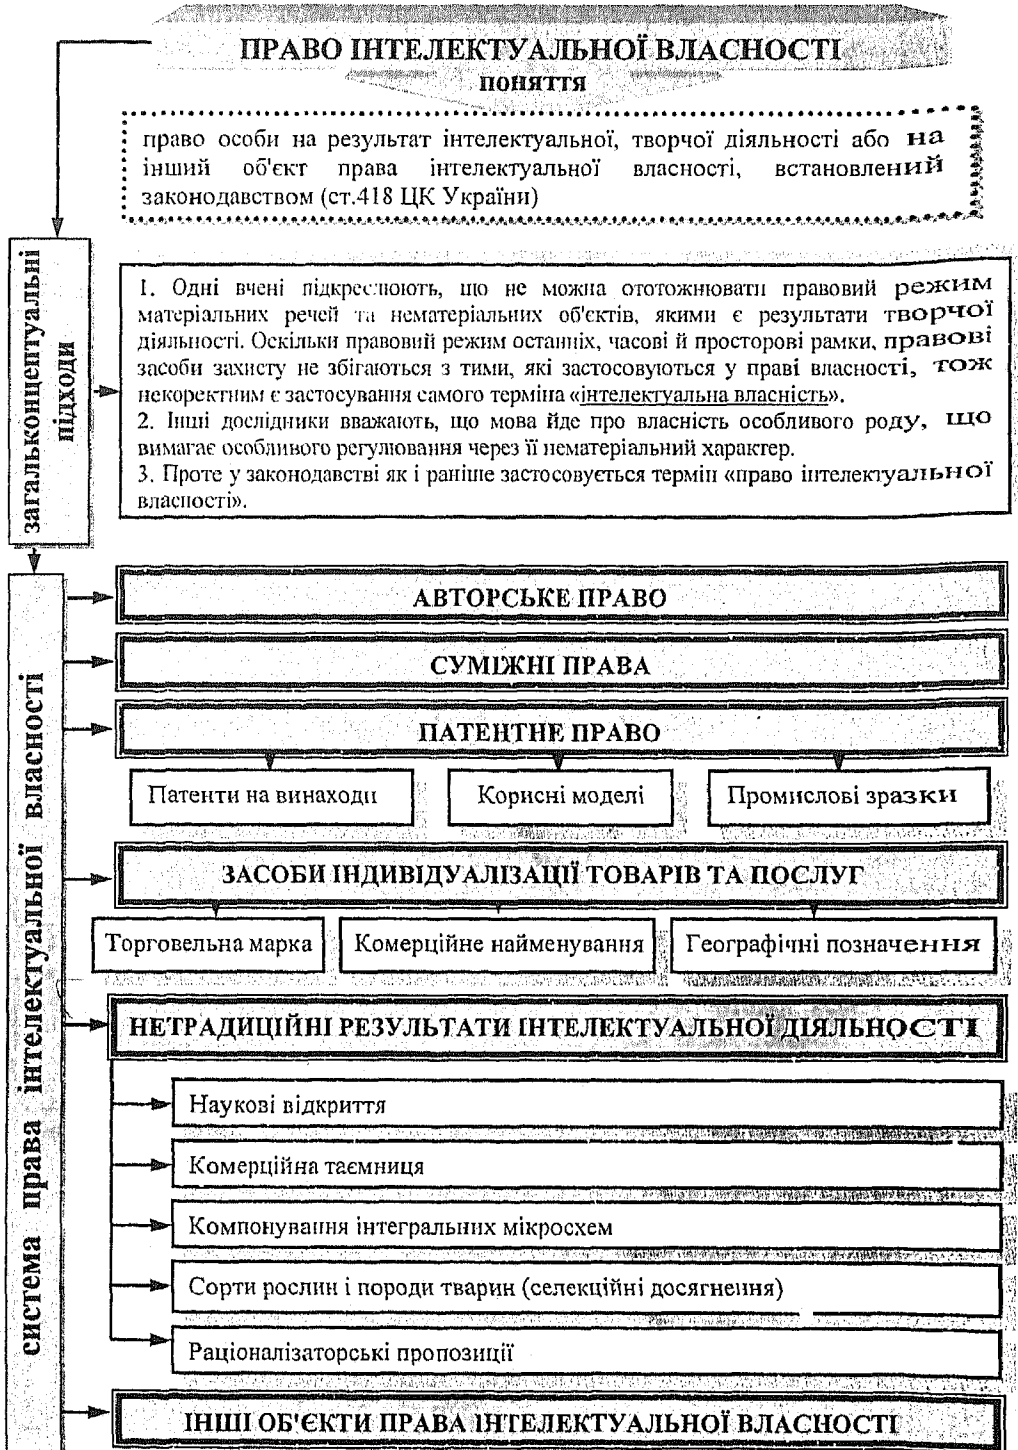 ПРАВО ІНТЕЛЕКТУАЛЬНОЇ ВЛАСНОСТІ
поняття
право особи на результат інтелектуальної, творчої діяльності або на
інший об'єкт права інтелектуальної власності, встановлений
законодавством (ст.418 ЦК України)
загальконцептуальні
підходи
1. Одні вчені підкреслюють, що не можна ототожнювати правовий режим
матеріальних речей та нематеріальних об'єктів, якими є результати творчої
діяльності. Оскільки правовий режим останніх, часові й просторові рамки, правові
засоби захисту не збігаються з тими, які застосовуються у праві власності, тож
некоректним є застосування самого терміна «інтелектуальна власність».
2. Інші дослідники вважають, що мова йде про власність особливого роду, що
вимагає особливого регулювання через її нематеріальний характер.
3. Проте у законодавстві як і раніше застосовується термін «право інтелектуальної
власності».
система права інтелектуальної власності
АВТОРСЬКЕ ПРАВО
СУМІЖНІ ПРАВА
ПАТЕНТНЕ ПРАВО
Патенти на винаходи
Корисні моделі
Промислові зразки
ЗАСОБИ ІНДИВІДУАЛІЗАЦІЇ ТОВАРІВ ТА ПОСЛУГ
Торговельна марка
Комерційне найменування
Географічні позначення
НЕТРАДИЦІЙНІ РЕЗУЛЬТАТИ ІНТЕЛЕКТУАЛЬНОЇ ДІЯЛЬНОСТІ
Наукові відкриття
Комерційна таємниця
Компонування інтегральних мікросхем
Сорти рослин і породи тварин (селекційні досягнення)
Раціоналізаторські пропозиції
ІНШІ ОБ'ЄКТИ ПРАВА ІНТЕЛЕКТУАЛЬНОЇ ВЛАСНОСТІ